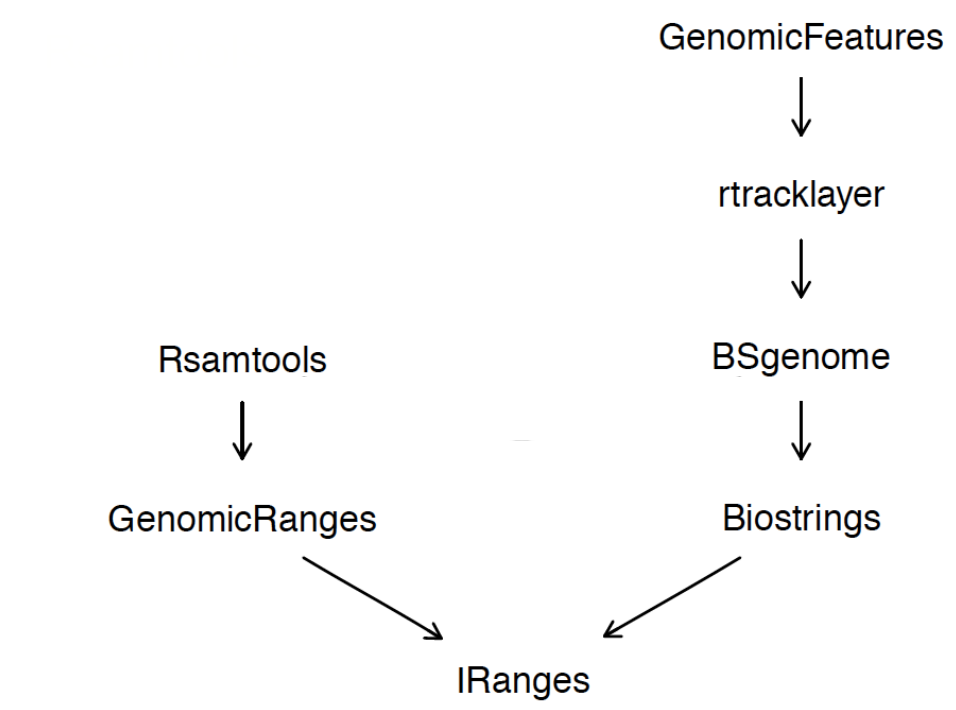 GenomicFeatures
rtracklayer
Rsamtools
BSgenome
GenomicRanges
Biostrings
IRanges